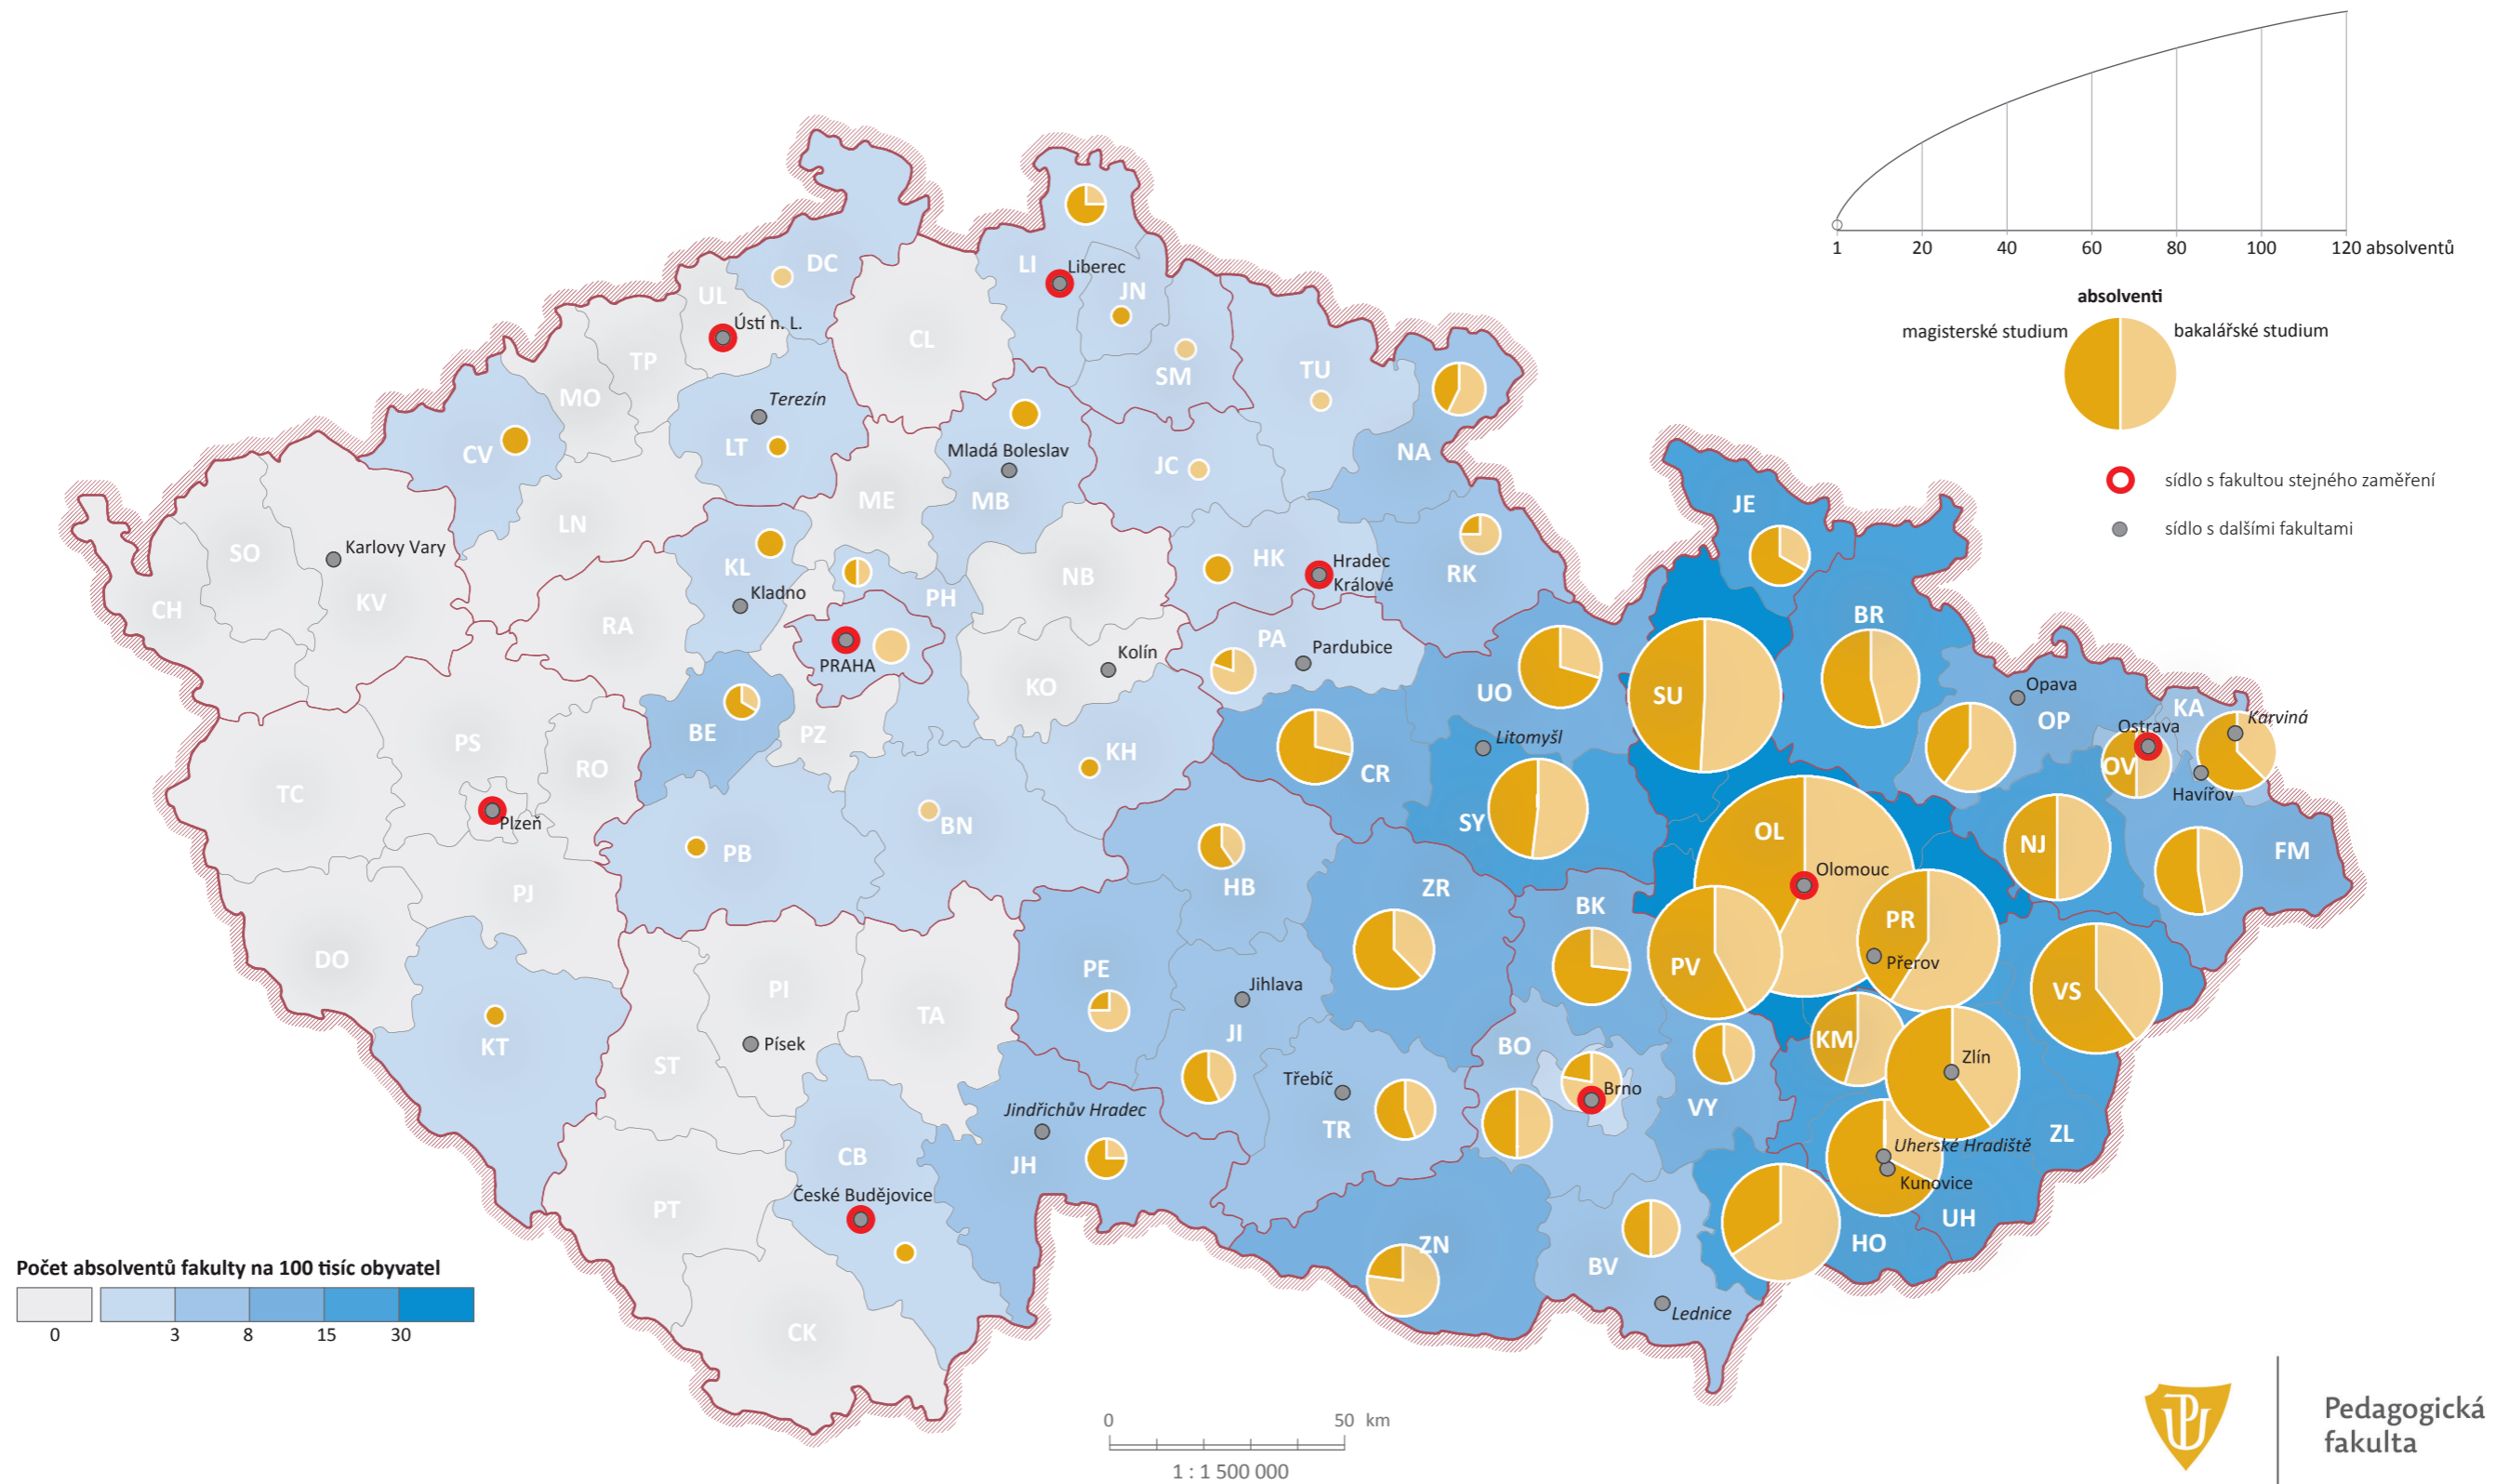 1 20 40 60 80 100 120 absolventů
absolventi
magisterské studium
bakalářské studium
sídlo s fakultou stejného zaměření
sídlo s dalšími fakultami
DC
LI
Liberec
JN
UL
Ústí n. L.
CL
TP
MO
SM
TU
Terezín
LT
CV
Mladá Boleslav
MB
JC
NA
ME
LN
SO
Karlovy Vary
KV
CH
KL
Kladno
RA
PH
NB
HK
Hradec
Králové
RK
JE
BR
PRAHA
Kolín
KO
PA
Pardubice
UO
SU
Opava
OP
KA
Karviná
Ostrava
OV
Havířov
BE
PZ
KH
CR
Litomyšl
SY
PS
RO
TC
Plzeň
PB
BN
HB
ZR
OL
Olomouc
NJ
FM
PJ
BK
PR
Přerov
PV
VS
DO
PE
Jihlava
JI
PI
Písek
TA
KT
ST
BO
Brno
KM
Zlín
Třebíč
TR
VY
ZL
Jindřichův Hradec
JH
CB
České Budějovice
Uherské Hradiště
Kunovice
UH
HO
PT
ZN
BV
Lednice
CK
Počet absolventů fakulty na 100 tisíc obyvatel
0 3 8 15 30
0 50 km
1 : 1 500 000
Pedagogická
fakulta